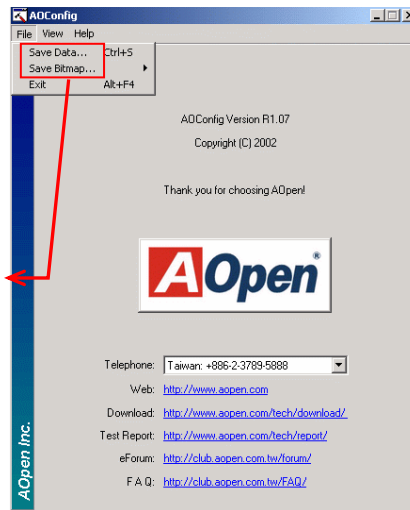 AOConfig
File View Help
Save Data... Ctrl+S
Save Bitmap...
Exit Alt+F4
AOConfig Version R1.07
Copyright (C) 2002
Thank you for choosing AOpen!
AOpen®
Telephone: Taiwan: +886-2-3789-5888
Web: http://www.aopen.com
Download: http://www.aopen.com/tech/download/
Test Report: http://www.aopen.com/tech/report/
eForum: http://club.aopen.com.tw/forum/
F A Q: http://club.aopen.com.tw/FAQ/
AOpen Inc.